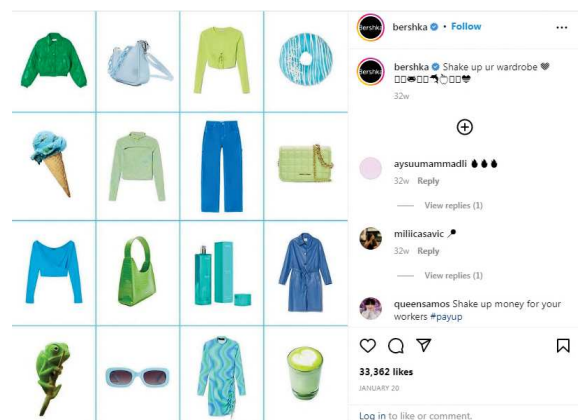 bershka • Follow
bershka Shake up ur wardrobe
32w
aysuumammadli
32w Reply
View replies (1)
miliicasavic
32w Reply
View replies (1)
queensamos Shake up money for your
workers #payup
33,362 likes
JANUARY 20
Log in to like or comment.